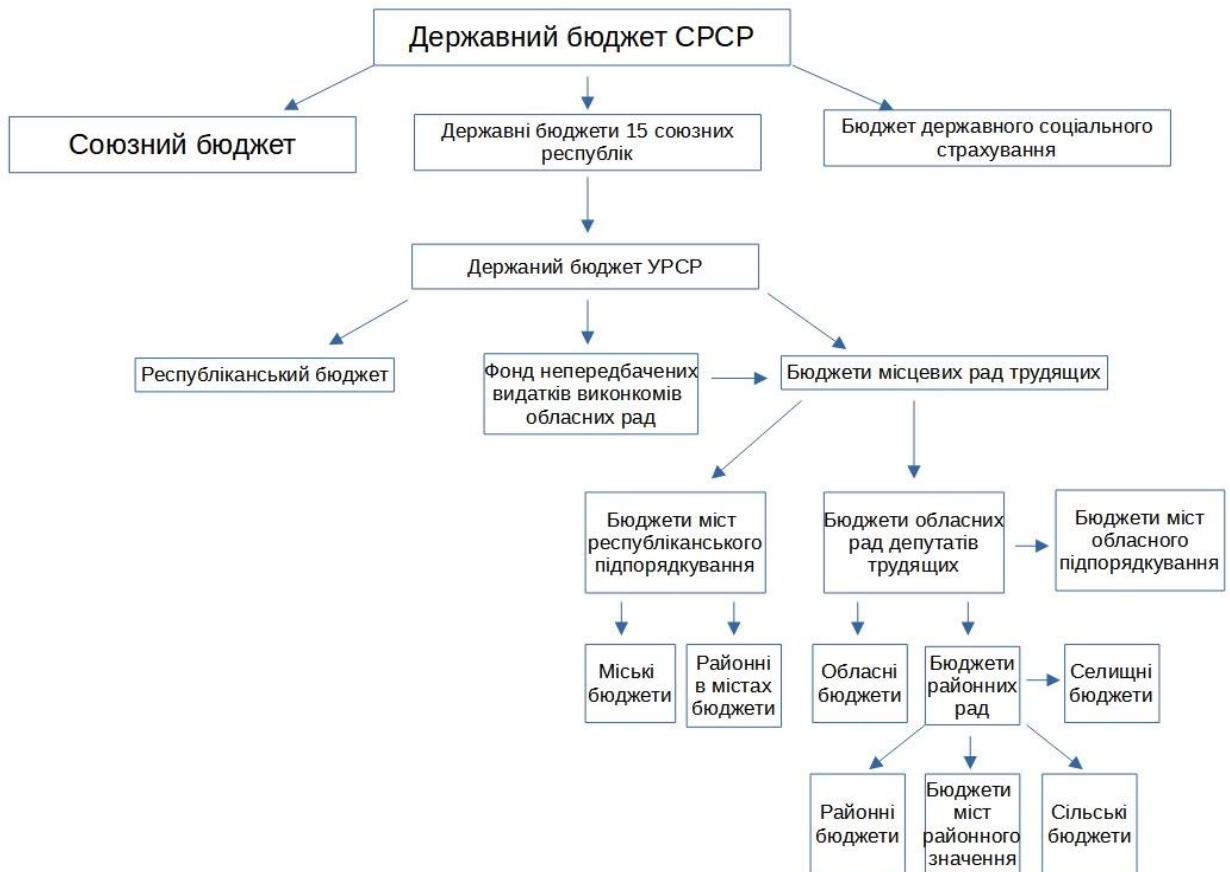 Державний бюджет СРСР
Союзний бюджет
Державні бюджети 15 союзних
республік
Бюджет державного соціального
страхування
Держаний бюджет УРСР
Республіканський бюджет
Фонд непередбачених
видатків виконкомів
обласних рад
Бюджети місцевих рад трудящих
Бюджети міст
республіканського
підпорядкування
Бюджети обласних
рад депутатів
трудящих
Бюджети міст
обласного
підпорядкування
Міські
бюджети
Районні
в містах
бюджети
Обласні
бюджети
Бюджети
районних
рад
Селищні
бюджети
Районні
бюджети
Бюджети
міст
районного
значення
Сільські
бюджети